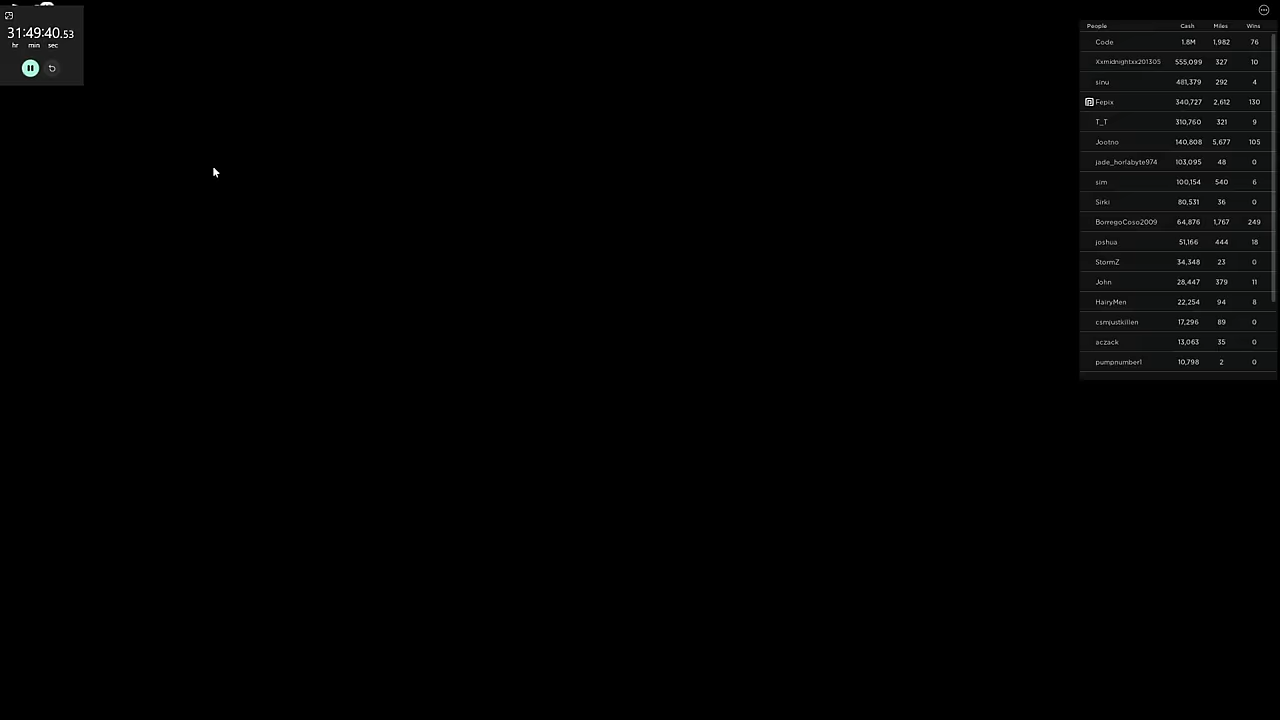 31:49:40.53
hr min sec
People Cash Miles Wins
Code 1.8M 1,982 76
Xxmidnightxx201305 555,099 327 10
sinu 481,379 292 4
Fepix 340,727 2,612 130
T_T 310,760 321 9
Jootno 140,808 5,677 105
jade_horlabyte974 103,095 48 0
sim 100,154 540 6
Sirki 80,531 36 0
BorregoCoso2009 64,876 1,767 249
joshua 51,166 444 18
StormZ 34,348 23 0
John 28,447 379 11
HairyMen 22,254 94 8
csmjustkillen 17,296 89 0
aczack 13,063 35 0
pumpnumber1 10,798 2 0